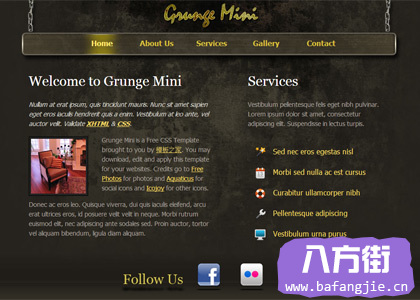 Grunge Mini
Home About Us Services Gallery Contact
Welcome to Grunge Mini
Nullam at erat ipsum, quis tincidunt mauris. Nunc sit amet sapien
eget eros iaculis hendrerit quis a enim. Vestibulum at leo ante, vel
auctor velit. Validate XHTML & CSS.
Grunge Mini is a Free CSS Template
brought to you by 模板之家. You may
download, edit and apply this template
for your websites. Credits go to Free
Photos for photos and Aquaticus for
social icons and Icojoy for other icons.
Donec ac eros leo. Quisque viverra, dui quis iaculis eleifend, arcu
erat ultrices eros, id posuere velit velit in neque. Morbi rutrum
euismod elit, nec adipiscing ante sodales sed. Proin auctor, tortor
vel aliquam bibendum, ligula diam aliquam.
Services
Vestibulum pellentesque felis eget nibh pulvinar.
Lorem ipsum dolor sit amet, consectetur
adipiscing elit. Suspendisse in lectus turpis.
Sed nec eros egestas nisl
Morbi sed nulla ac est cursus
Curabitur ullamcorper nibh
Pellentesque adipiscing
Vestibulum urna purus
Follow Us
八方街
www.bafangjie.cn